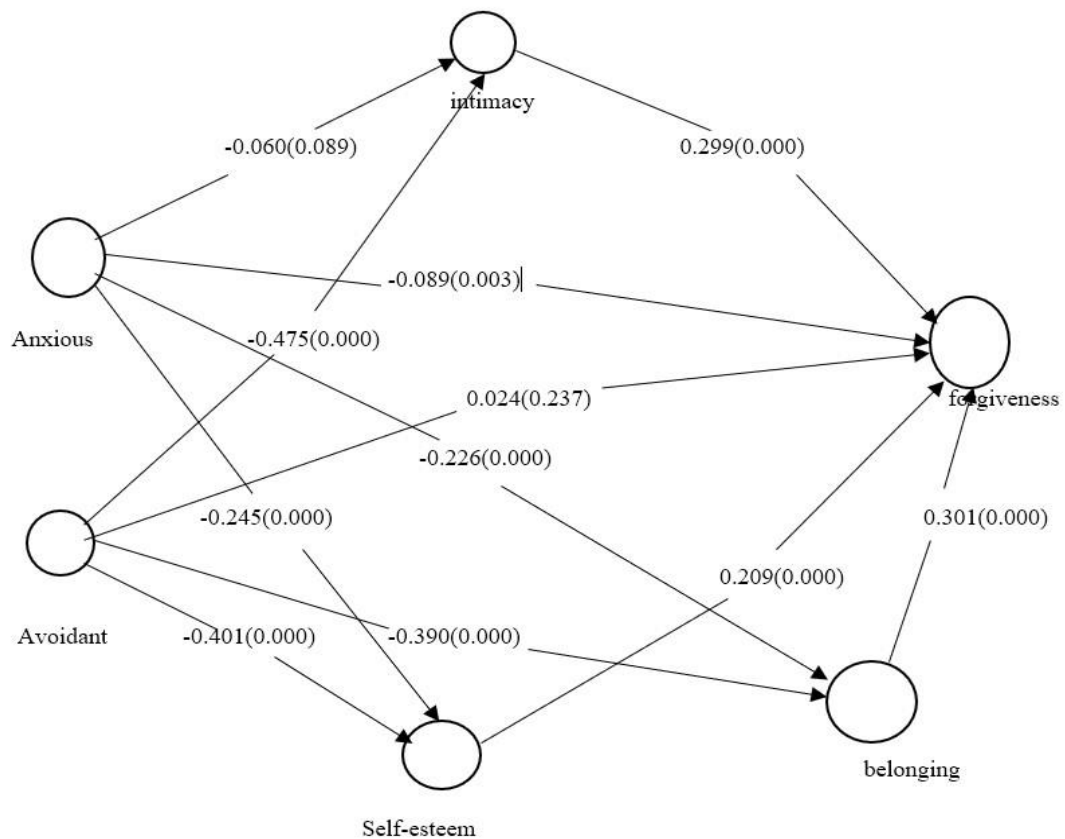 intimacy
-0.060(0.089)
0.299(0.000)
-0.089(0.003)
Anxious
-0.475(0.000)
0.024(0.237)
forgiveness
-0.226(0.000)
-0.245(0.000)
0.301(0.000)
0.209(0.000)
Avoidant
-0.401(0.000)
-0.390(0.000)
belonging
Self-esteem